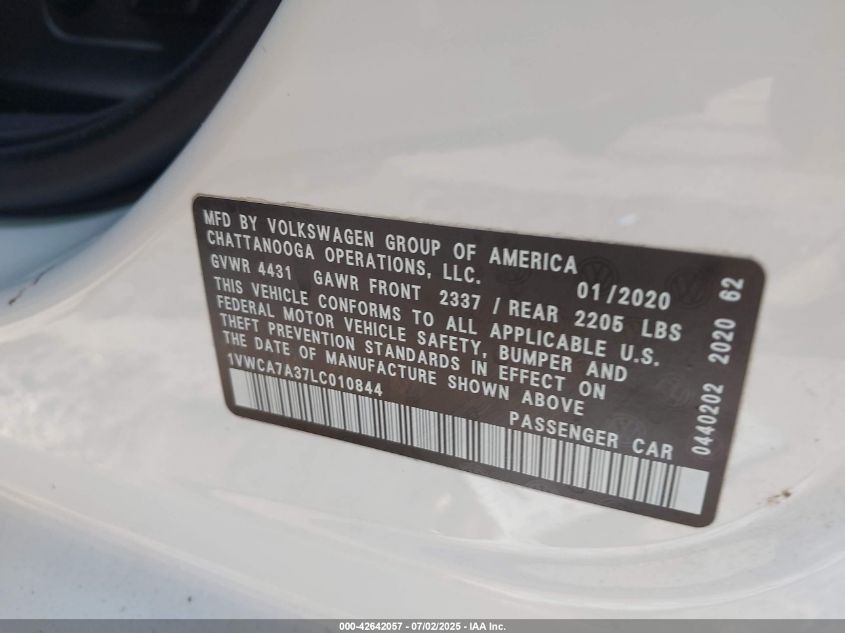 MFD BY VOLKSWAGEN GROUP OF AMERICA
CHATTANOOGA OPERATIONS, LLC. 01/2020
GVWR 4431 GAWR FRONT 2337 / REAR 2205 LBS
THIS VEHICLE CONFORMS TO ALL APPLICABLE U.S.
FEDERAL MOTOR VEHICLE SAFETY, BUMPER AND
THEFT PREVENTION STANDARDS IN EFFECT ON
THE DATE OF MANUFACTURE SHOWN ABOVE
1VWCA7A37LC010844 PASSENGER CAR
0440202 2020 62
000-42642057 - 07/02/2025 - IAA Inc.